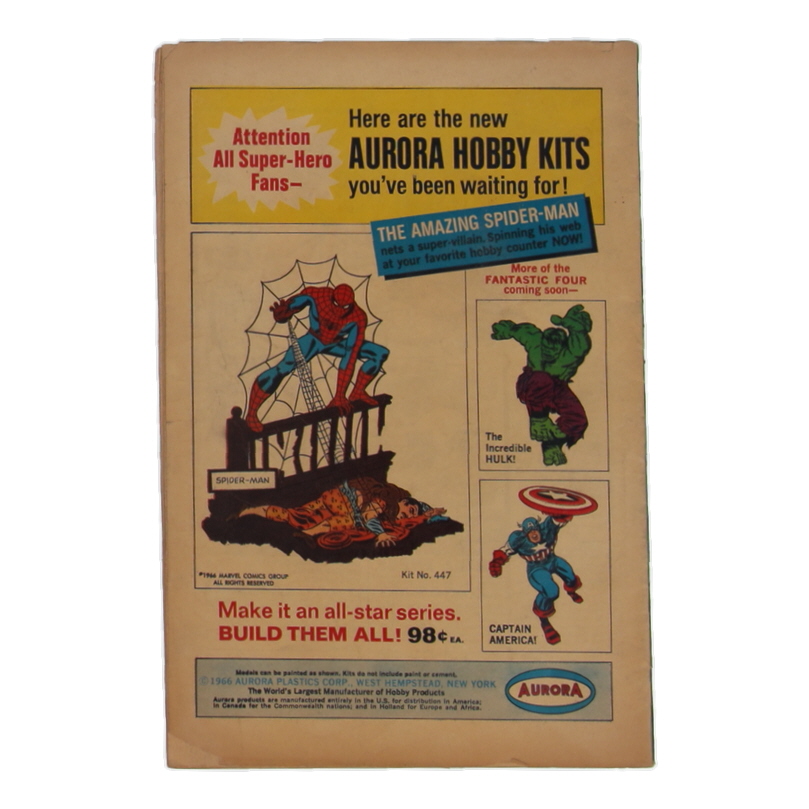 Attention
All Super-Hero
Fans—
Here are the new
AURORA HOBBY KITS
you've been waiting for!
THE AMAZING SPIDER-MAN
nets a super-villain. Spinning his web
at your favorite hobby counter NOW!
More of the
FANTASTIC FOUR
coming soon—
The
Incredible
HULK!
SPIDER-MAN
©1966 MARVEL COMICS GROUP
ALL RIGHTS RESERVED
Kit No. 447
CAPTAIN
AMERICA!
Make it an all-star series.
BUILD THEM ALL! 98¢ EA.
Models can be painted as shown. Kits do not include paint or cement.
©1966 AURORA PLASTICS CORP., WEST HEMPSTEAD, NEW YORK
The World's Largest Manufacturer of Hobby Products
Aurora products are manufactured entirely in the U.S. for distribution in America;
in Canada for the Commonwealth nations; and in Holland for Europe and Africa.
AURORA